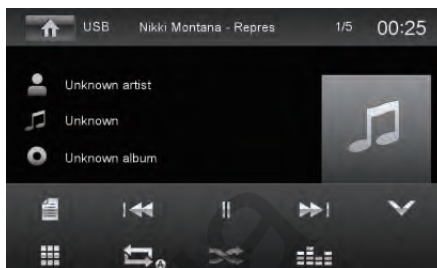 USB Nikki Montana - Repres 1/5 00:25
Unknown artist
Unknown
Unknown album